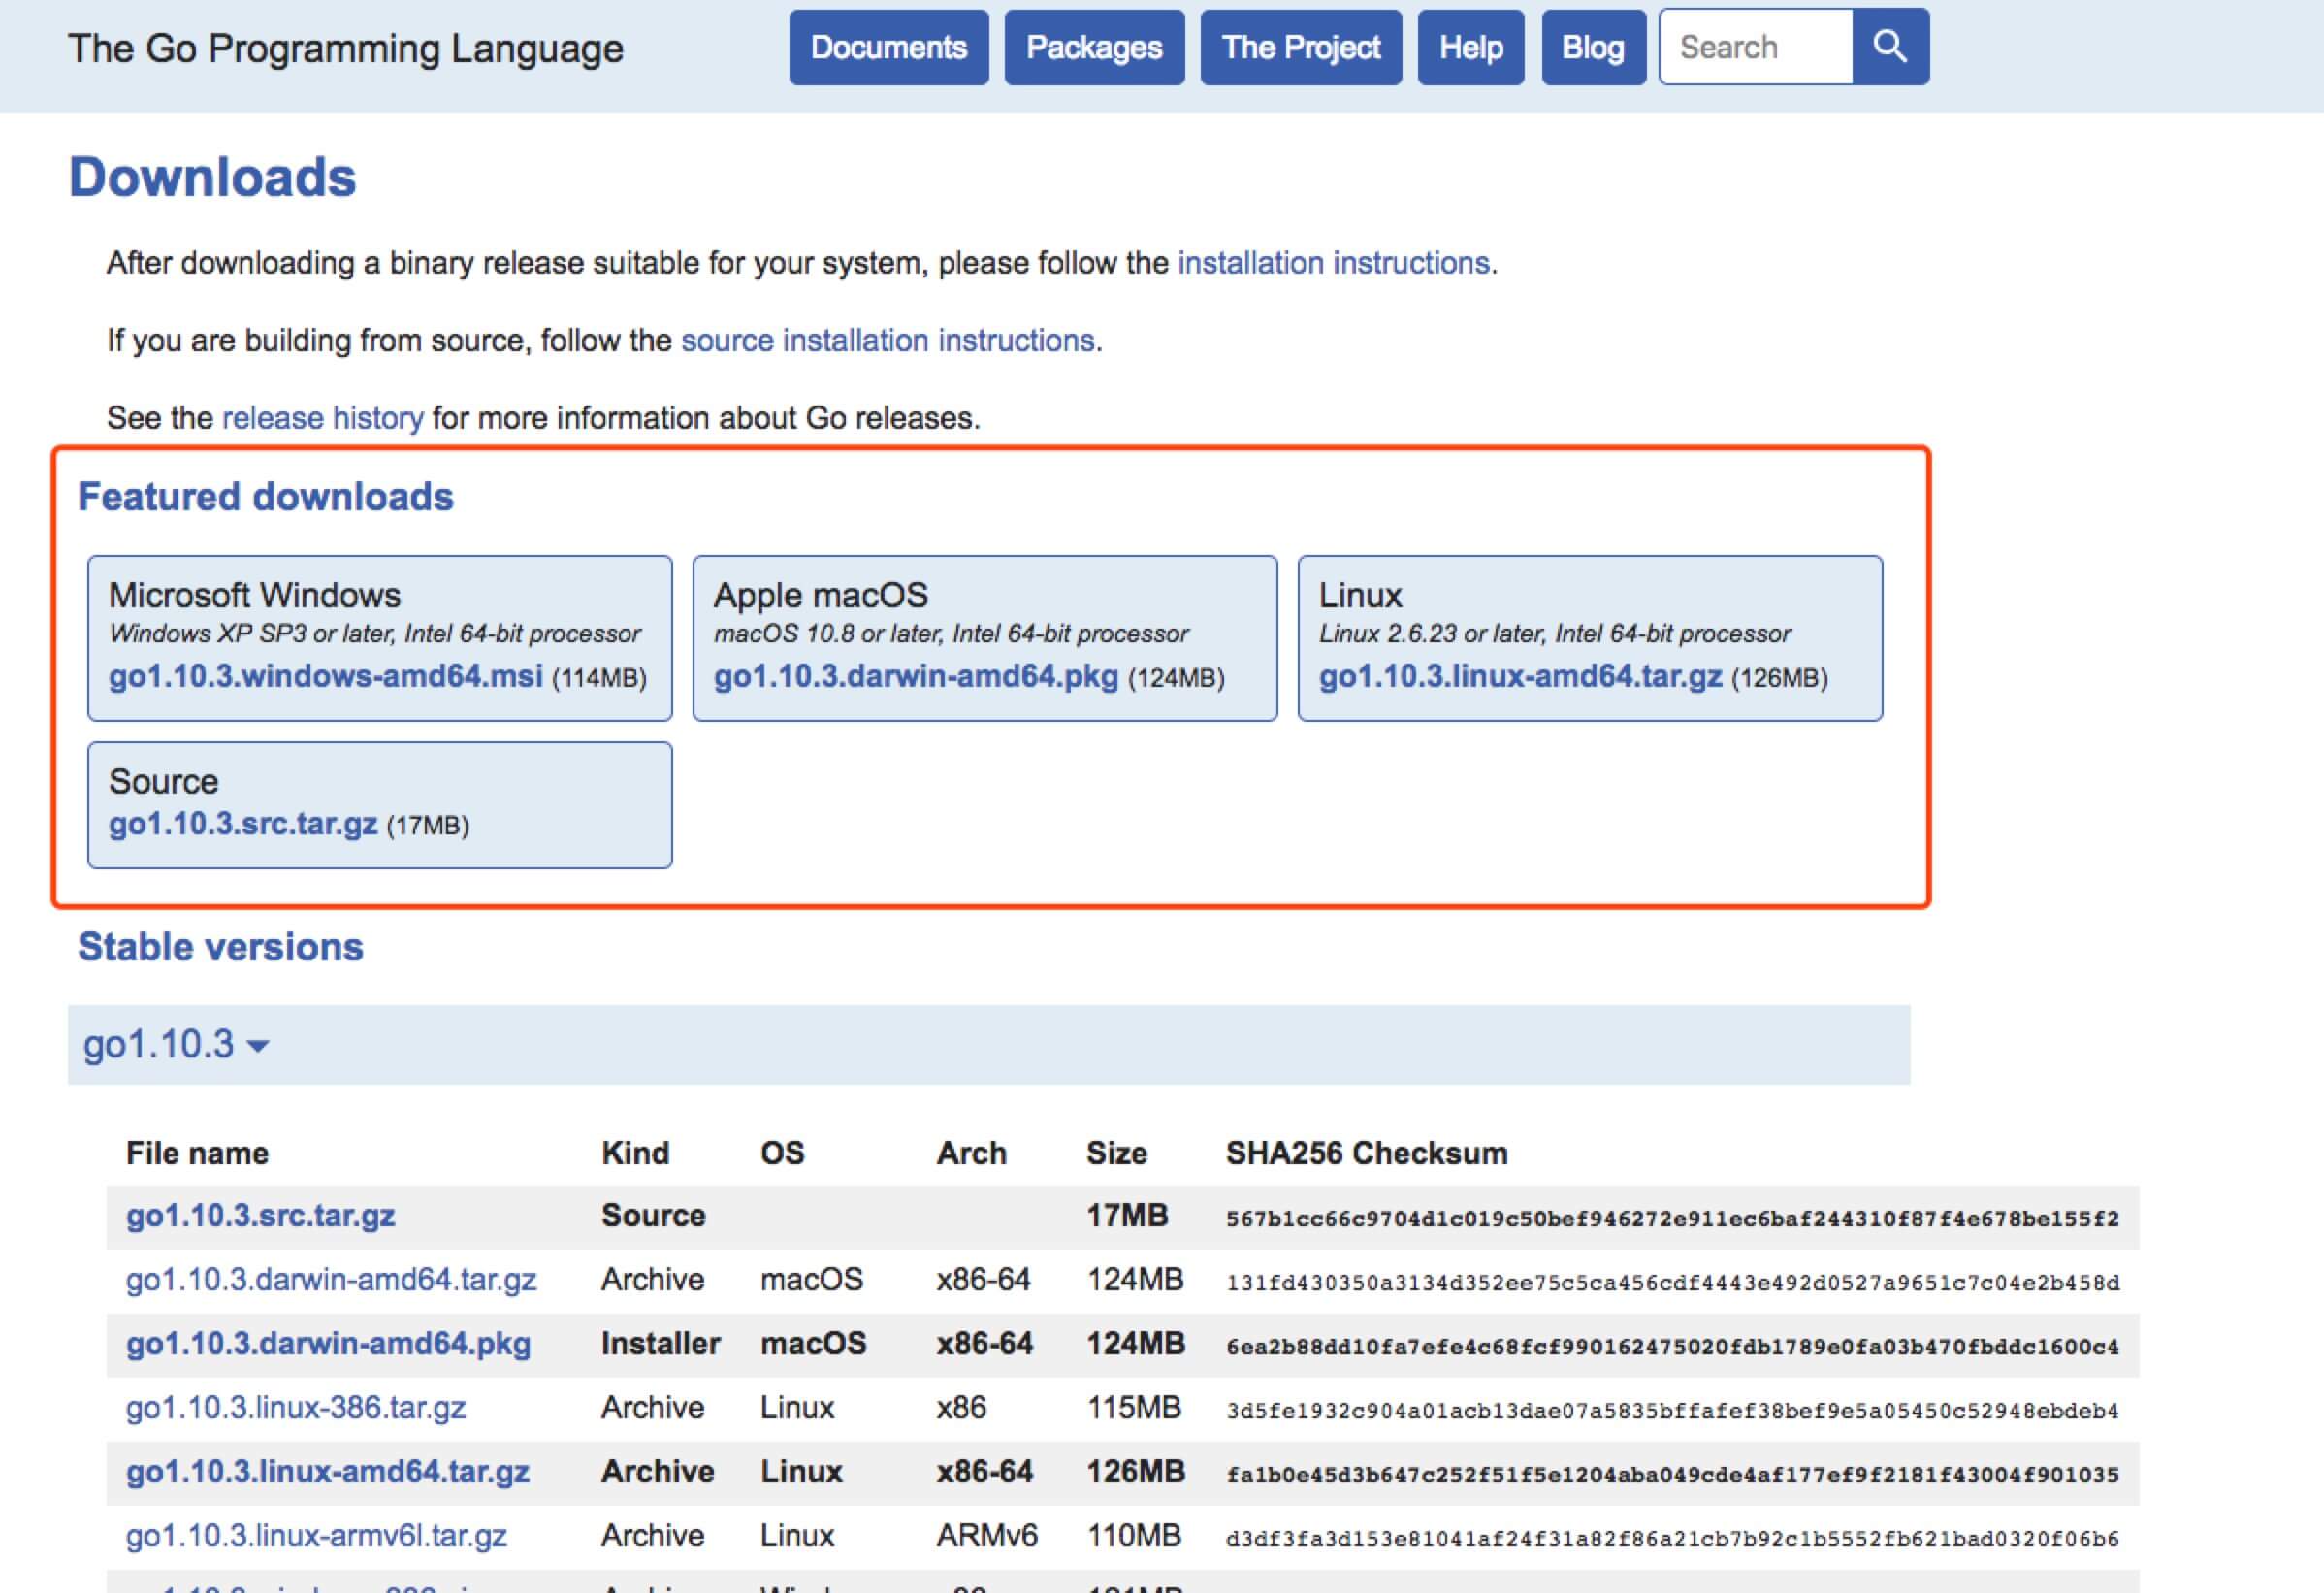 The Go Programming Language
Documents Packages The Project Help Blog Search
Downloads
After downloading a binary release suitable for your system, please follow the installation instructions.
If you are building from source, follow the source installation instructions.
See the release history for more information about Go releases.
Featured downloads
Microsoft Windows
Windows XP SP3 or later, Intel 64-bit processor
go1.10.3.windows-amd64.msi (114MB)
Apple macOS
macOS 10.8 or later, Intel 64-bit processor
go1.10.3.darwin-amd64.pkg (124MB)
Linux
Linux 2.6.23 or later, Intel 64-bit processor
go1.10.3.linux-amd64.tar.gz (126MB)
Source
go1.10.3.src.tar.gz (17MB)
Stable versions
go1.10.3
File name Kind OS Arch Size SHA256 Checksum
go1.10.3.src.tar.gz Source 17MB 567b1cc66c9704d1c019c50bef946272e911ec6baf244310f87f4e678be155f2
go1.10.3.darwin-amd64.tar.gz Archive macOS x86-64 124MB 131fd430350a3134d352ee75c5ca456cdf4443e492d0527a9651c7c04e2b458d
go1.10.3.darwin-amd64.pkg Installer macOS x86-64 124MB 6ea2b88dd10fa7efe4c68fcf990162475020fdb1789e0fa03b470fbddc1600c4
go1.10.3.linux-386.tar.gz Archive Linux x86 115MB 3d5fe1932c904a01acb13dae07a5835bffafef38bef9e5a05450c52948ebdeb4
go1.10.3.linux-amd64.tar.gz Archive Linux x86-64 126MB fa1b0e45d3b647c252f51f5e1204aba049cde4af177ef9f2181f43004f901035
go1.10.3.linux-armv6l.tar.gz Archive Linux ARMv6 110MB d3df3fa3d153e81041af24f31a82f86a21cb7b92c1b5552fb621bad0320f06b6